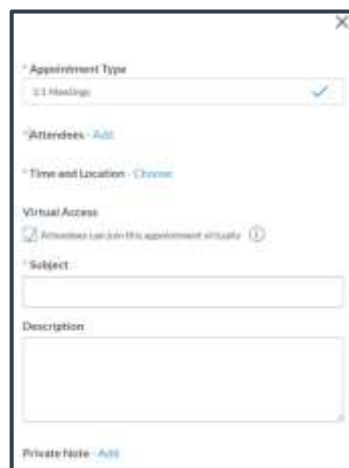 * Appointment Type
1:1 Meetings
* Attendees - Add
* Time and Location - Choose
Virtual Access
Attendees can join this appointment virtually
* Subject
Description
Private Note - Add